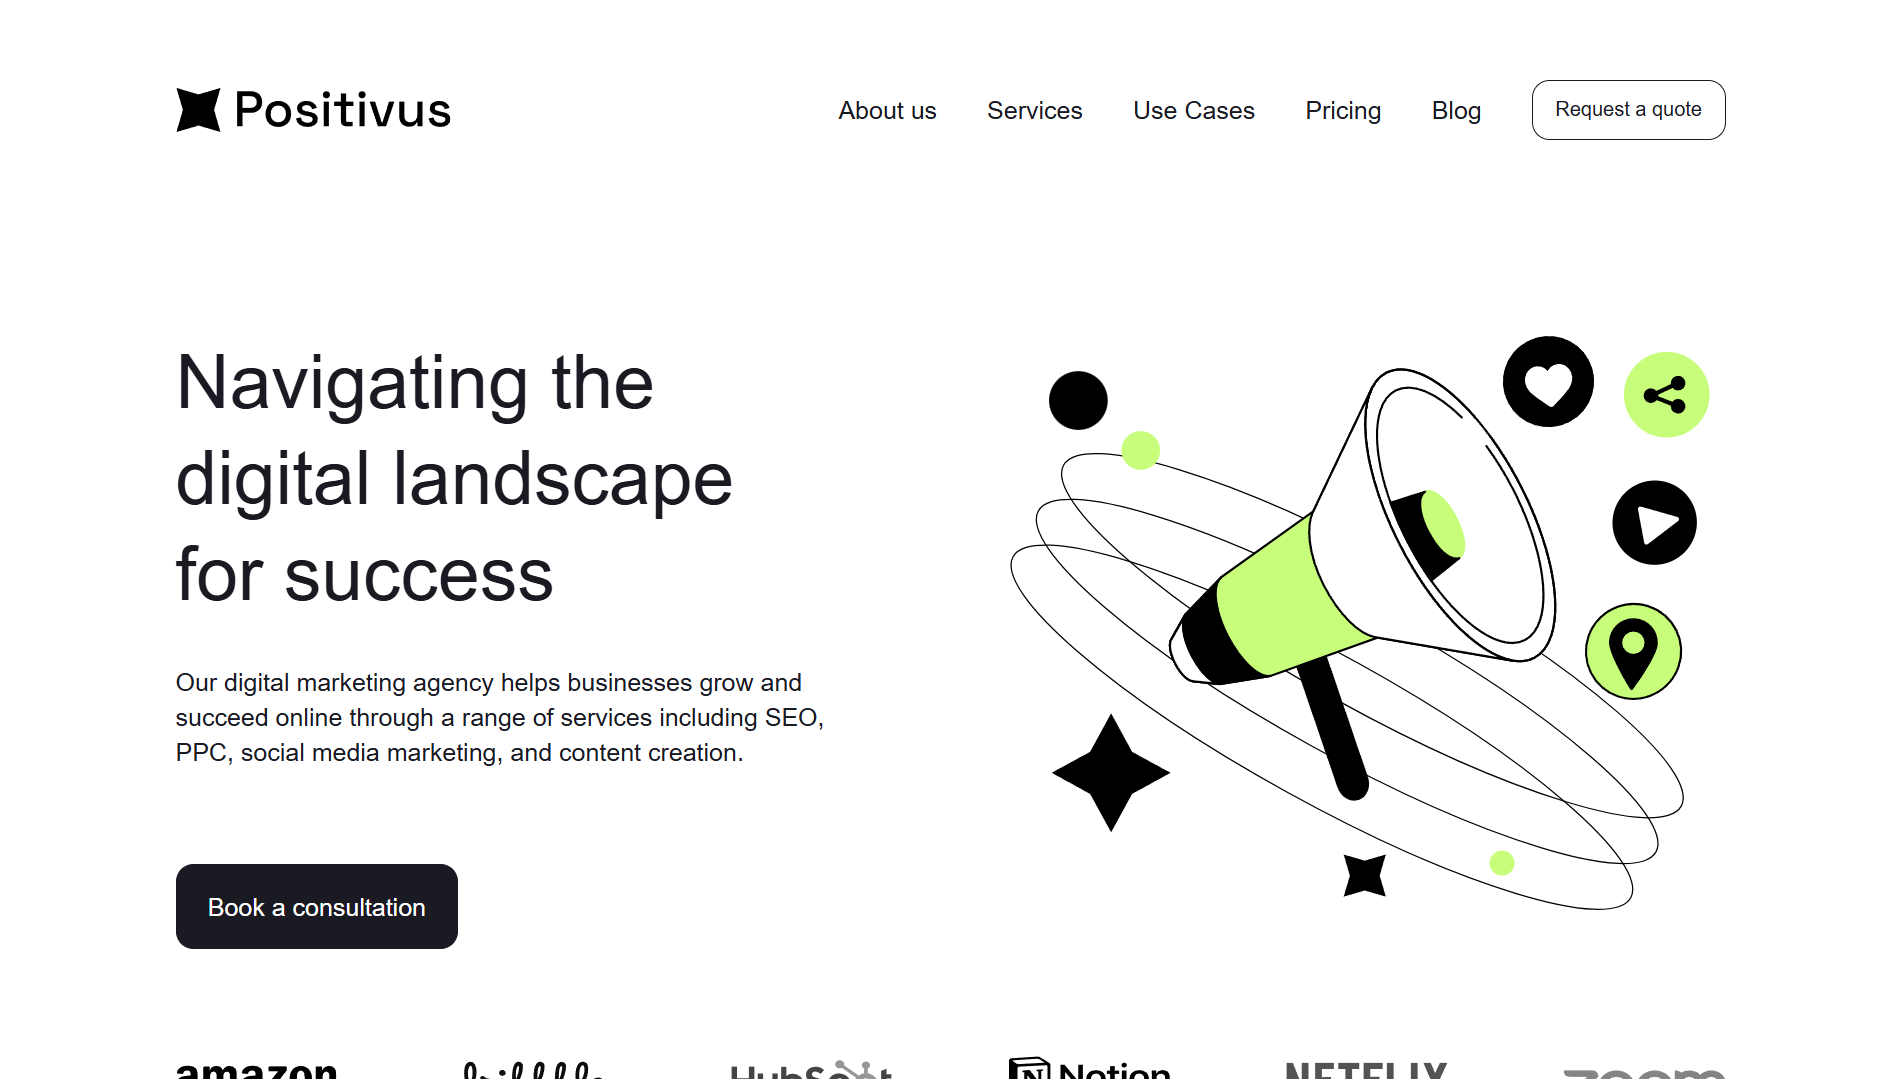 Positivus
About us
Services
Use Cases
Pricing
Blog
Request a quote
Navigating the
digital landscape
for success
Our digital marketing agency helps businesses grow and
succeed online through a range of services including SEO,
PPC, social media marketing, and content creation.
Book a consultation
amazon
dribbble
HubSpot
Notion
NETFLIX
zoom